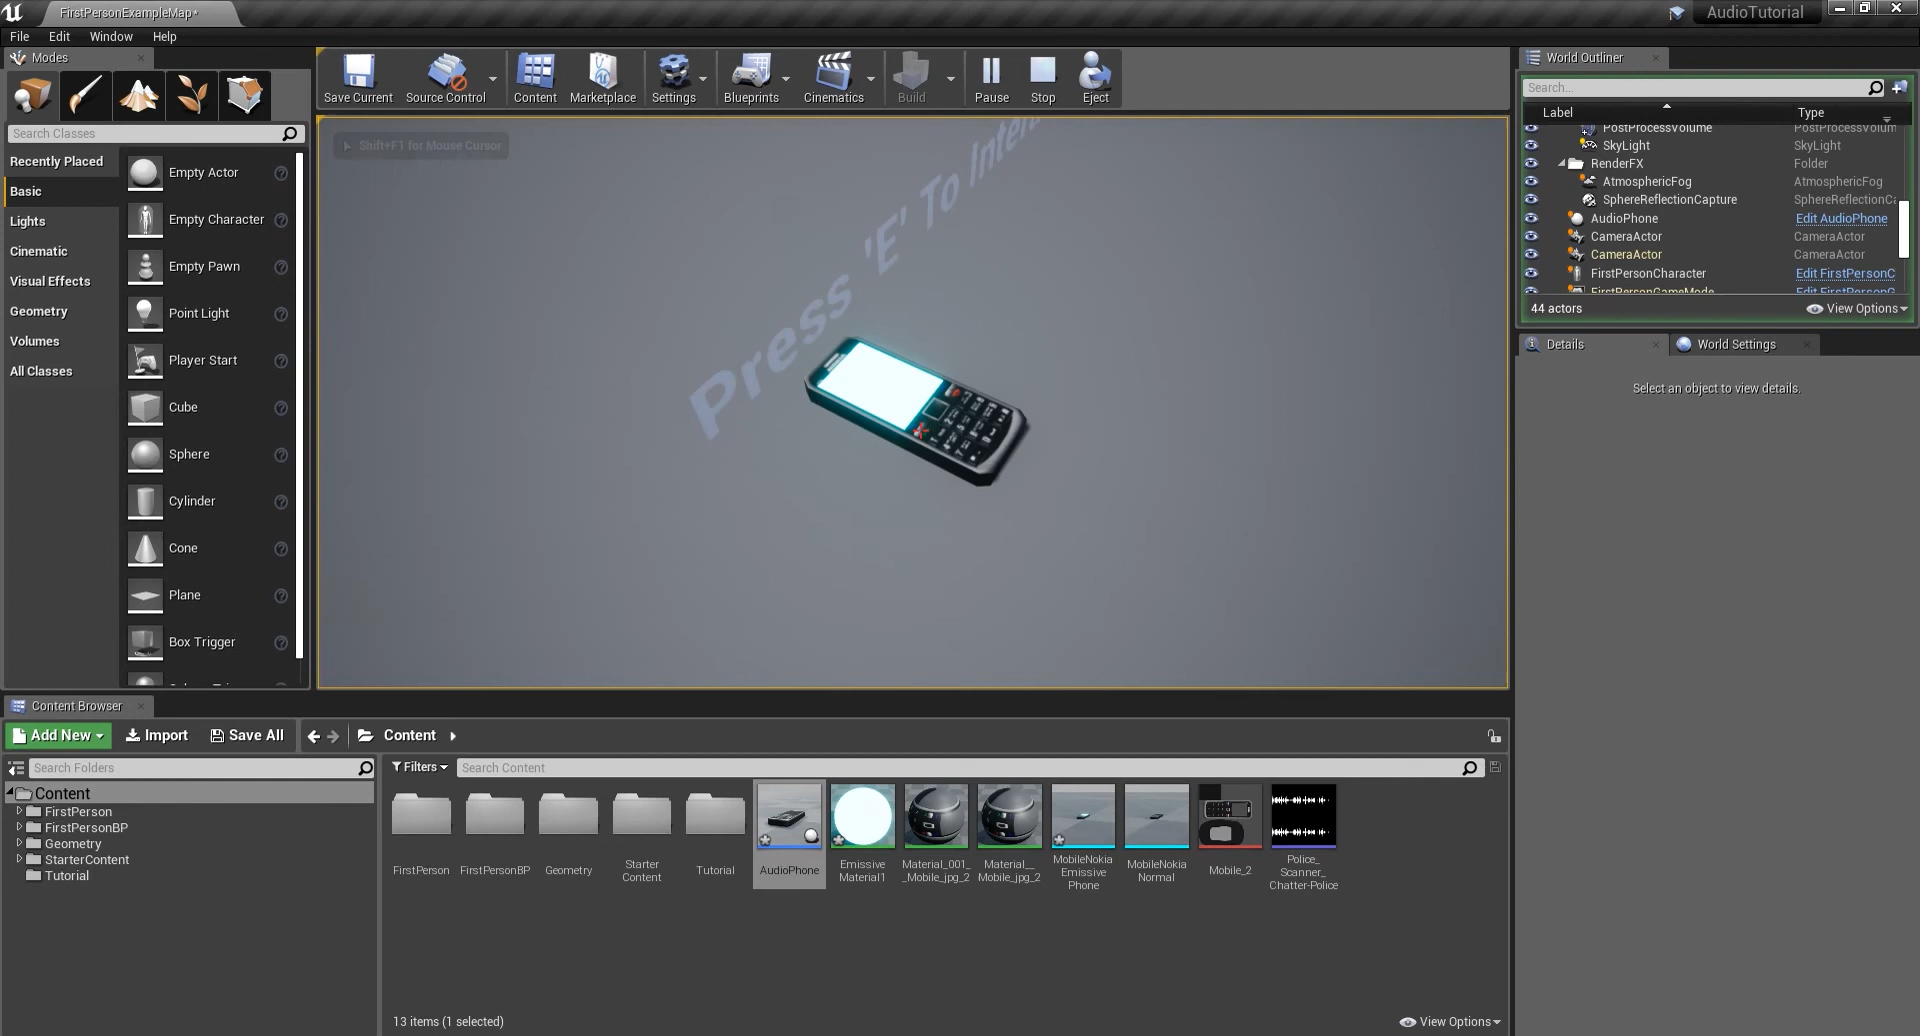 FirstPersonExampleMap*
AudioTutorial
File Edit Window Help
Modes
Search Classes
Recently Placed
Basic
Lights
Cinematic
Visual Effects
Geometry
Volumes
All Classes
Empty Actor
Empty Character
Empty Pawn
Point Light
Player Start
Cube
Sphere
Cylinder
Cone
Plane
Box Trigger
Save Current
Source Control
Content
Marketplace
Settings
Blueprints
Cinematics
Build
Pause
Stop
Eject
Shift+F1 for Mouse Cursor
Press 'E' To
World Outliner
Search...
Label Type
PostProcessVolume PostProcessVolum
SkyLight SkyLight
RenderFX Folder
AtmosphericFog AtmosphericFog
SphereReflectionCapture SphereReflectionCa
AudioPhone Edit AudioPhone
CameraActor CameraActor
CameraActor CameraActor
FirstPersonCharacter Edit FirstPersonC
FirstPersonGameMode Edit FirstPersonG
44 actors
View Options
Details
World Settings
Select an object to view details.
Content Browser
Add New
Import
Save All
Content
Search Folders
Content
FirstPerson
FirstPersonBP
Geometry
StarterContent
Tutorial
Filters
Search Content
FirstPerson
FirstPersonBP
Geometry
Starter
Content
Tutorial
AudioPhone
Emissive
Material1
Material_001_
_Mobile_jpg_2
Material__
Mobile_jpg_2
MobileNokia
Emissive
Phone
MobileNokia
Normal
Mobile_2
Police_
Scanner_
Chatter-Police
13 items (1 selected)
View Options